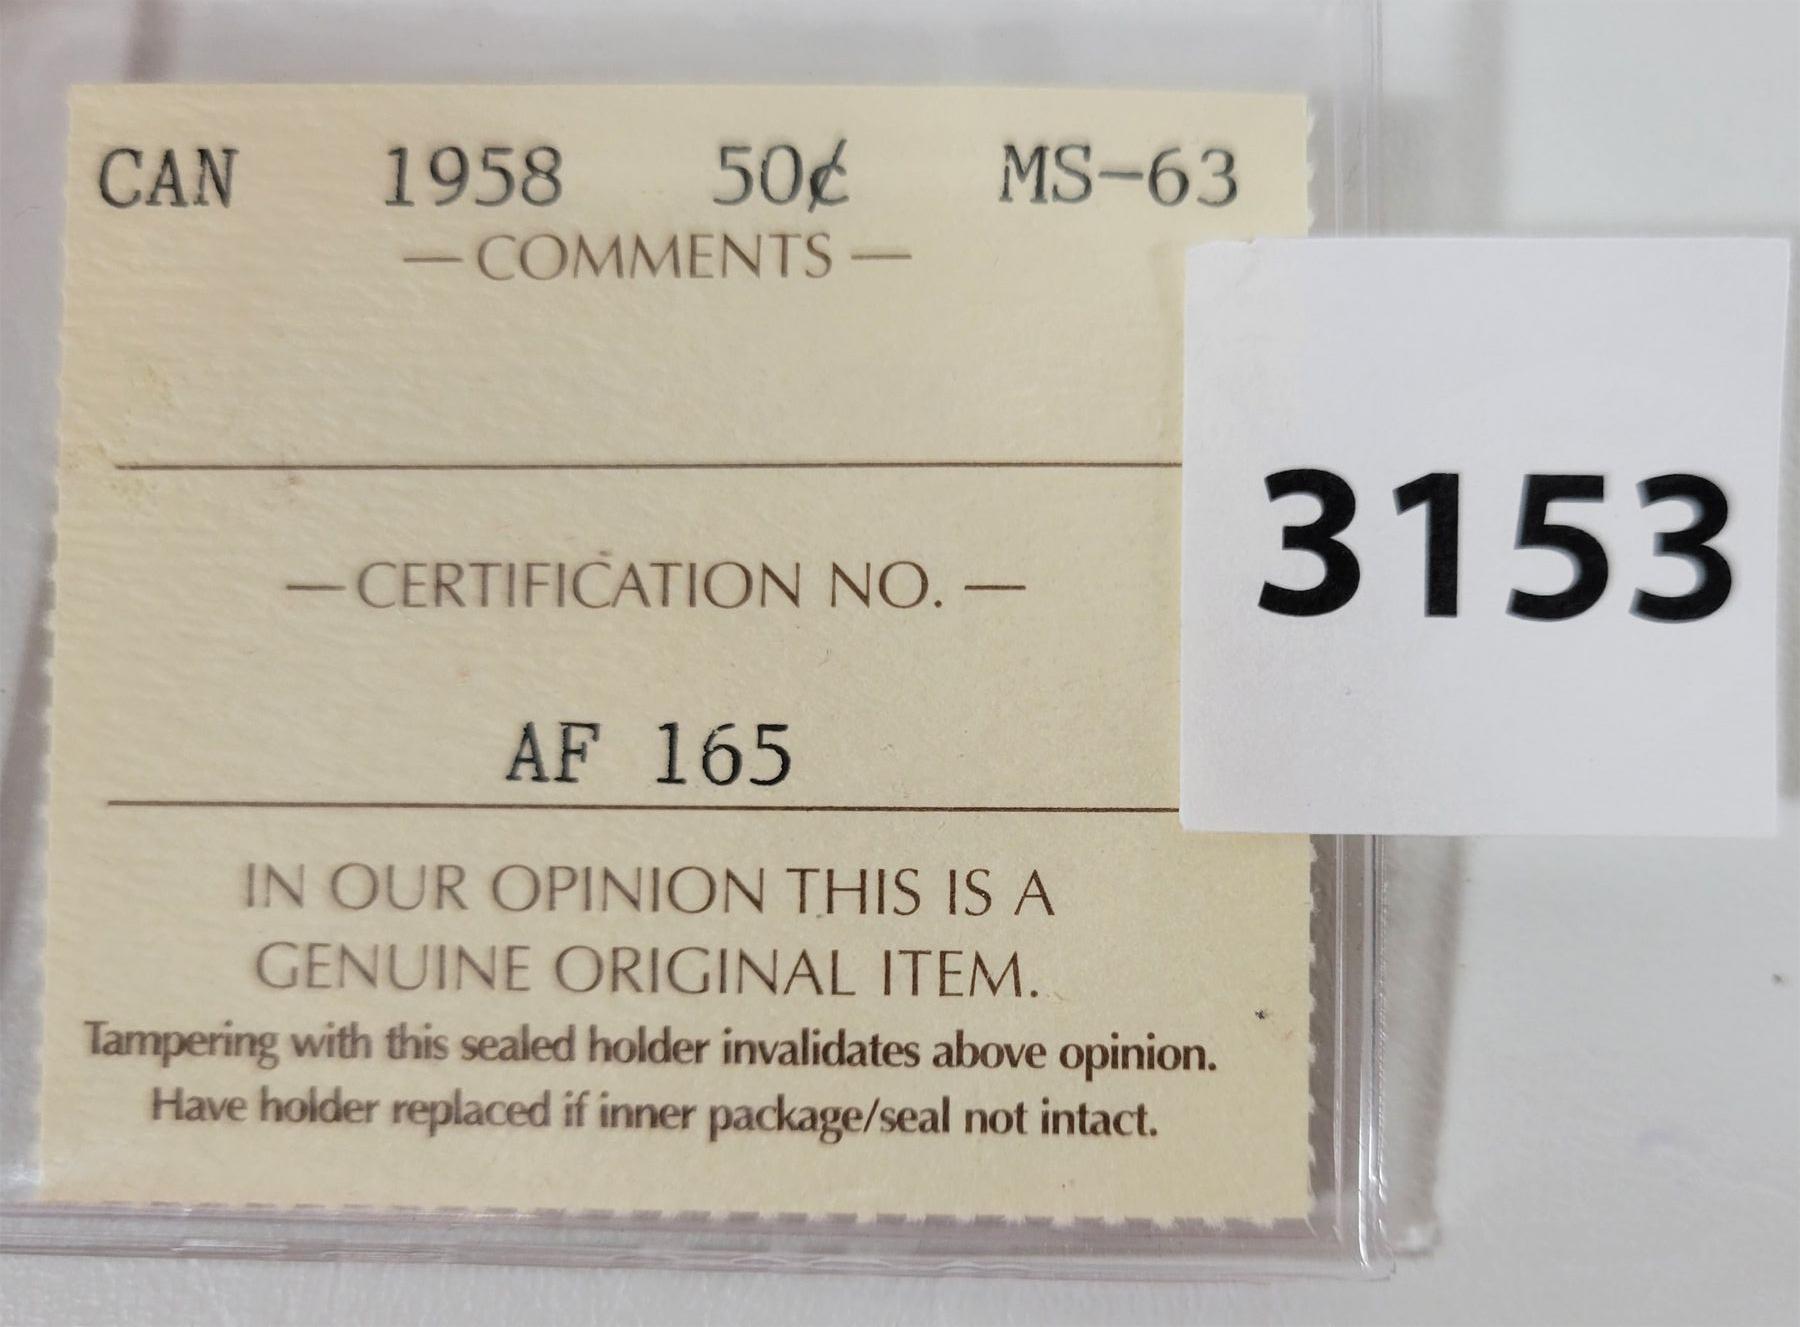 CAN 1958 50¢ MS-63
— COMMENTS —
3153
— CERTIFICATION NO. —
AF 165
IN OUR OPINION THIS IS A
GENUINE ORIGINAL ITEM.
Tampering with this sealed holder invalidates above opinion.
Have holder replaced if inner package/seal not intact.